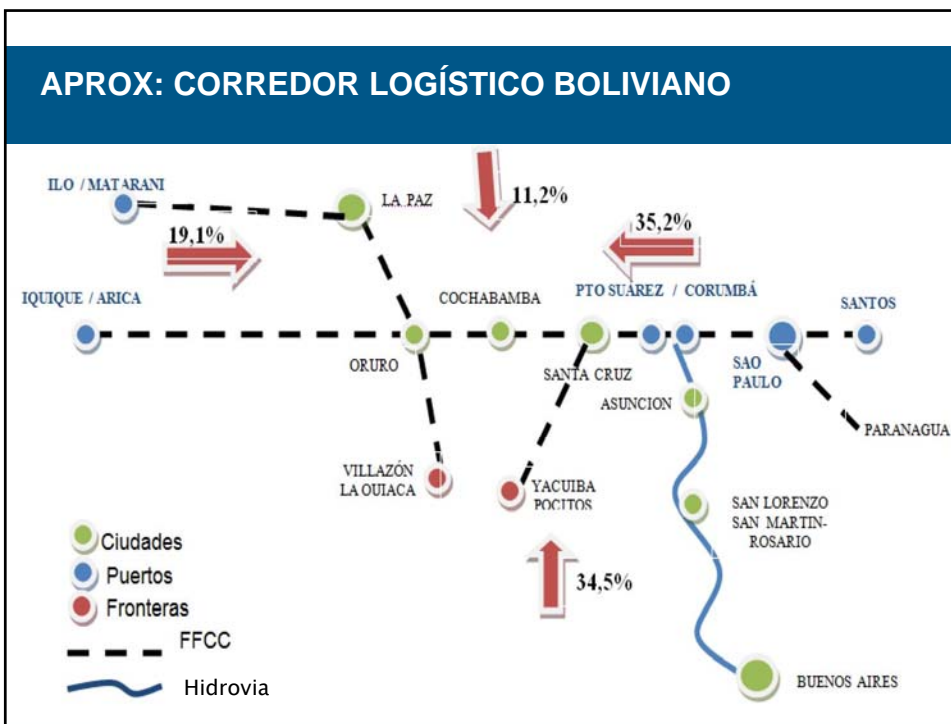 APROX: CORREDOR LOGÍSTICO BOLIVIANO
ILO / MATARANI
LA PAZ
11,2%
35,2%
19,1%
IQUIQUE / ARICA
COCHABAMBA
PTO SUÁREZ / CORUMBÁ
SANTOS
ORURO
SANTA CRUZ
SAO
PAULO
ASUNCION
PARANAGUA
VILLAZÓN
LA QUIACA
YACUIBA
POCITOS
SAN LORENZO
SAN MARTIN-
ROSARIO
34,5%
Ciudades
Puertos
Fronteras
FFCC
Hidrovia
BUENOS AIRES